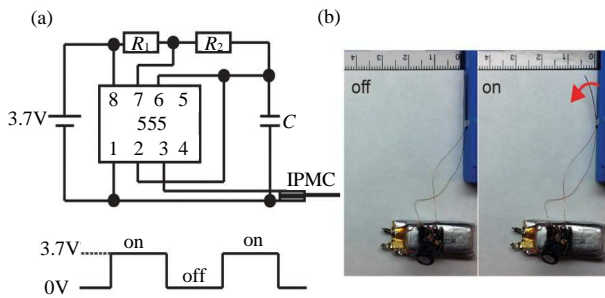 (a)
R1 R2
8 7 6 5
555
1 2 3 4
3.7V
C
IPMC
3.7V
on
off
on
0V
(b)
off
on